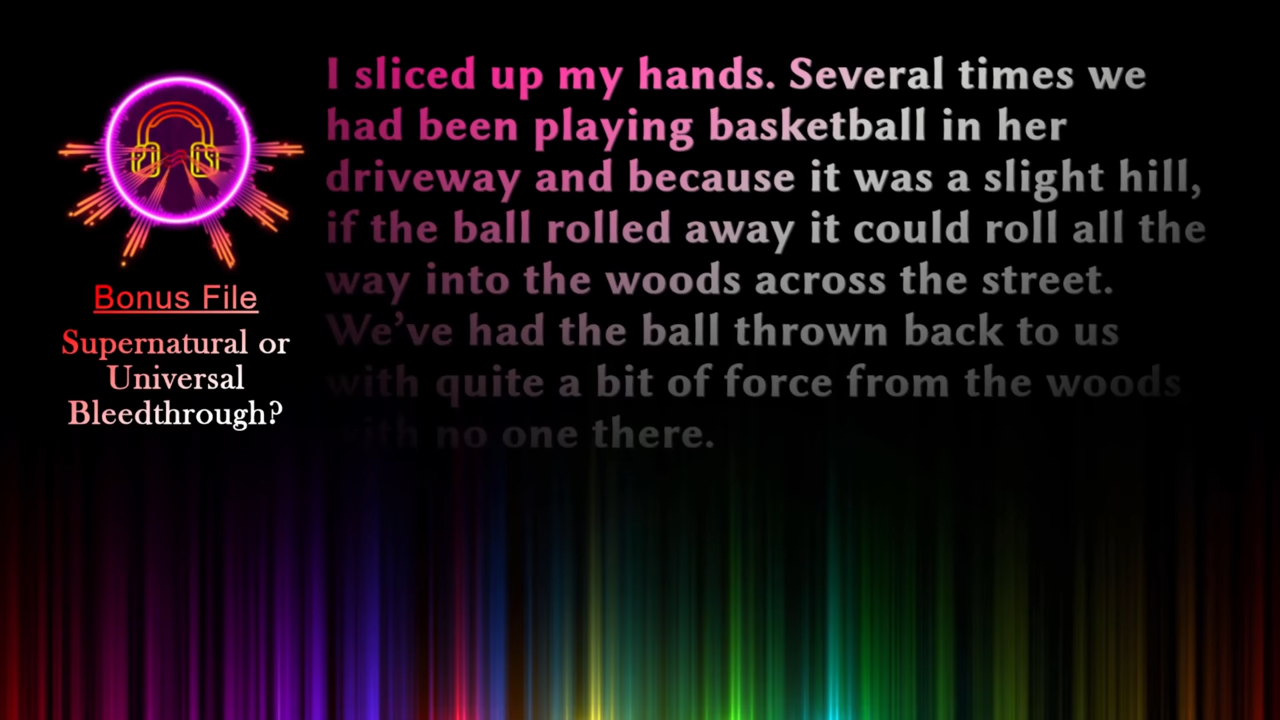 Bonus File
Supernatural or
Universal
Bleedthrough?
I sliced up my hands. Several times we
had been playing basketball in her
driveway and because it was a slight hill,
if the ball rolled away it could roll all the
way into the woods across the street.
We’ve had the ball thrown back to us
with quite a bit of force from the woods
with no one there.